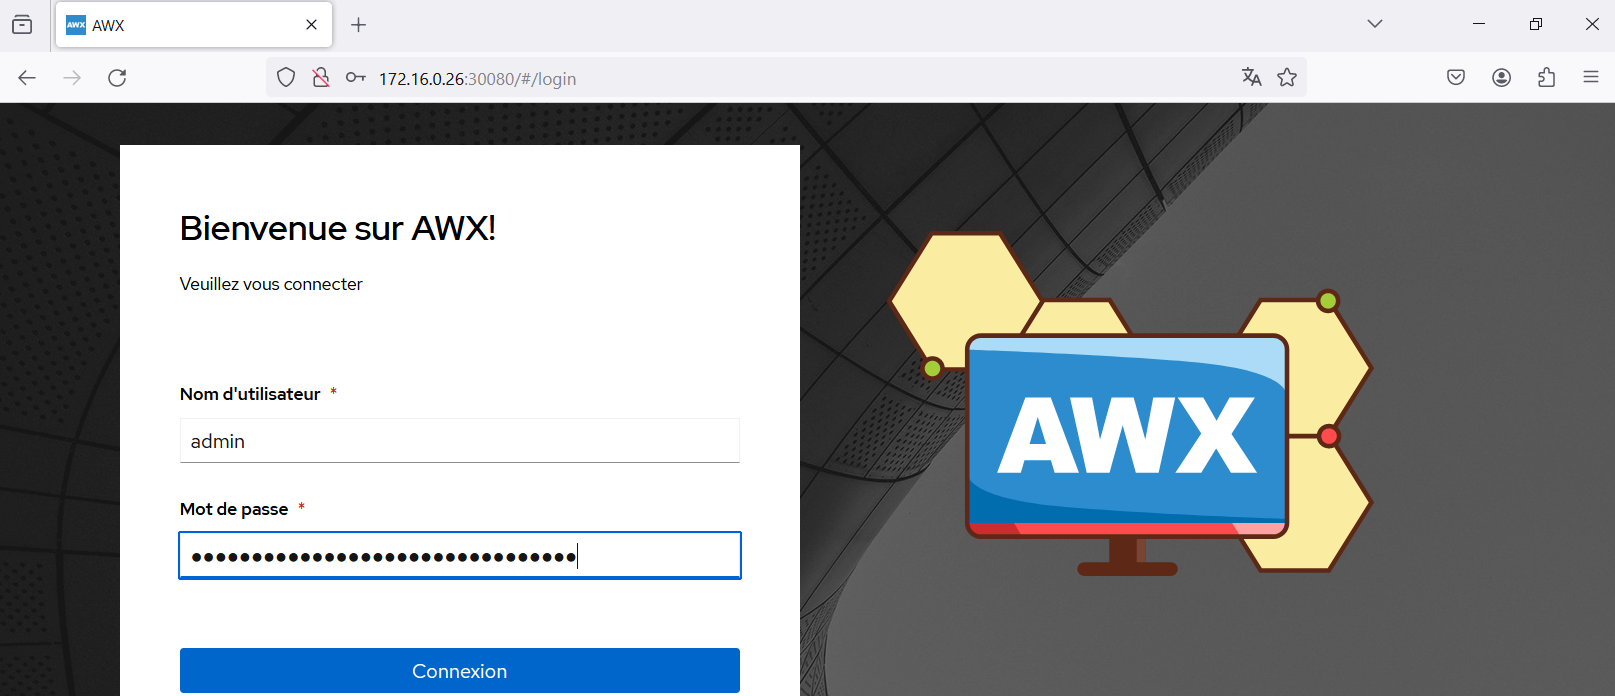 AWX AWX
172.16.0.26:30080/#/login
Bienvenue sur AWX!
Veuillez vous connecter
Nom d'utilisateur *
admin
Mot de passe *
••••••••••••••••••••••••••••••••
Connexion
AWX